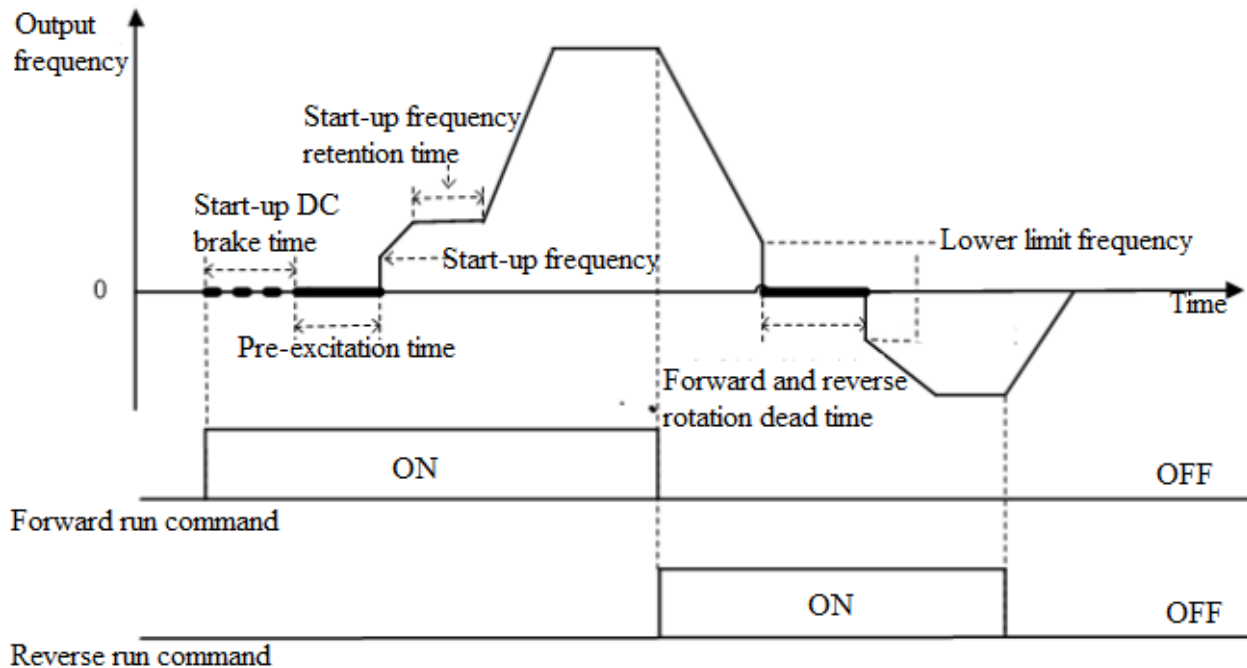 Output
frequency
Start-up frequency
retention time
Start-up DC
brake time
Start-up frequency
Lower limit frequency
0
Time
Pre-excitation time
Forward and reverse
rotation dead time
ON
OFF
Forward run command
ON
OFF
Reverse run command